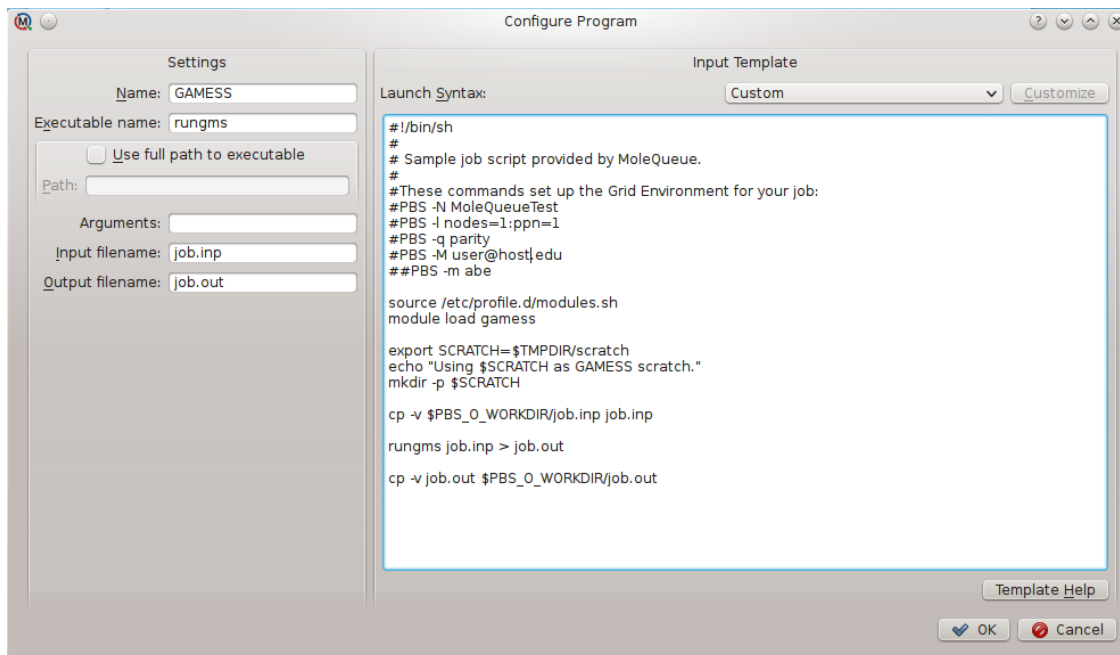 Configure Program
Settings
Name: GAMESS
Executable name: rungms
Use full path to executable
Path:
Arguments:
Input filename: job.inp
Output filename: job.out
Input Template
Launch Syntax: Custom Customize
#!/bin/sh
#
# Sample job script provided by MoleQueue.
#
#These commands set up the Grid Environment for your job:
#PBS -N MoleQueueTest
#PBS -l nodes=1:ppn=1
#PBS -q parity
#PBS -M user@host.edu
##PBS -m abe
source /etc/profile.d/modules.sh
module load gamess
export SCRATCH=$TMPDIR/scratch
echo "Using $SCRATCH as GAMESS scratch."
mkdir -p $SCRATCH
cp -v $PBS_O_WORKDIR/job.inp job.inp
rungms job.inp > job.out
cp -v job.out $PBS_O_WORKDIR/job.out
Template Help
OK Cancel